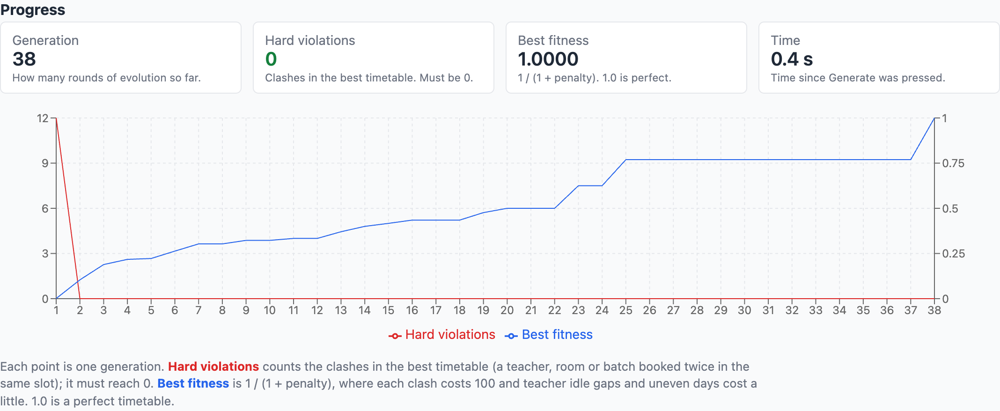 Progress
Generation
38
How many rounds of evolution so far.
Hard violations
0
Clashes in the best timetable. Must be 0.
Best fitness
1.0000
1 / (1 + penalty). 1.0 is perfect.
Time
0.4 s
Time since Generate was pressed.
12
9
6
3
0
1
0.75
0.5
0.25
0
1 2 3 4 5 6 7 8 9 10 11 12 13 14 15 16 17 18 19 20 21 22 23 24 25 26 27 28 29 30 31 32 33 34 35 36 37 38
Hard violations Best fitness
Each point is one generation. Hard violations counts the clashes in the best timetable (a teacher, room or batch booked twice in the
same slot); it must reach 0. Best fitness is 1 / (1 + penalty), where each clash costs 100 and teacher idle gaps and uneven days cost a
little. 1.0 is a perfect timetable.